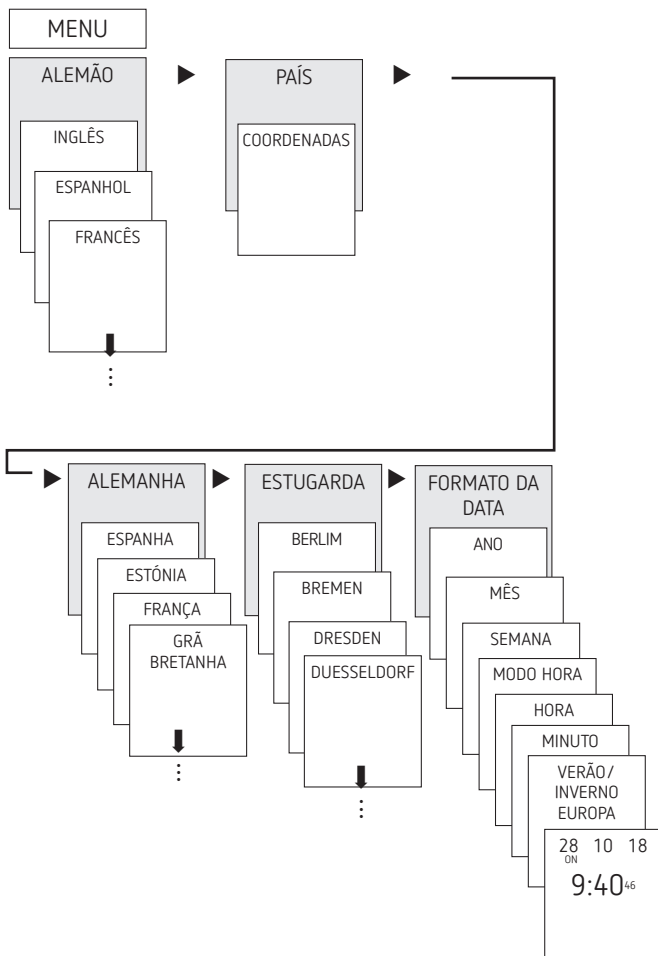 MENU
ALEMÃO
INGLÊS
ESPANHOL
FRANCÊS
PAÍS
COORDENADAS
ALEMANHA
ESPANHA
ESTÓNIA
FRANÇA
GRÃ
BRETANHA
ESTUGARDA
BERLIM
BREMEN
DRESDEN
DUESSELDORF
FORMATO DA
DATA
ANO
MÊS
SEMANA
MODO HORA
HORA
MINUTO
VERÃO/
INVERNO
EUROPA
28 10 18
ON
9:40 46